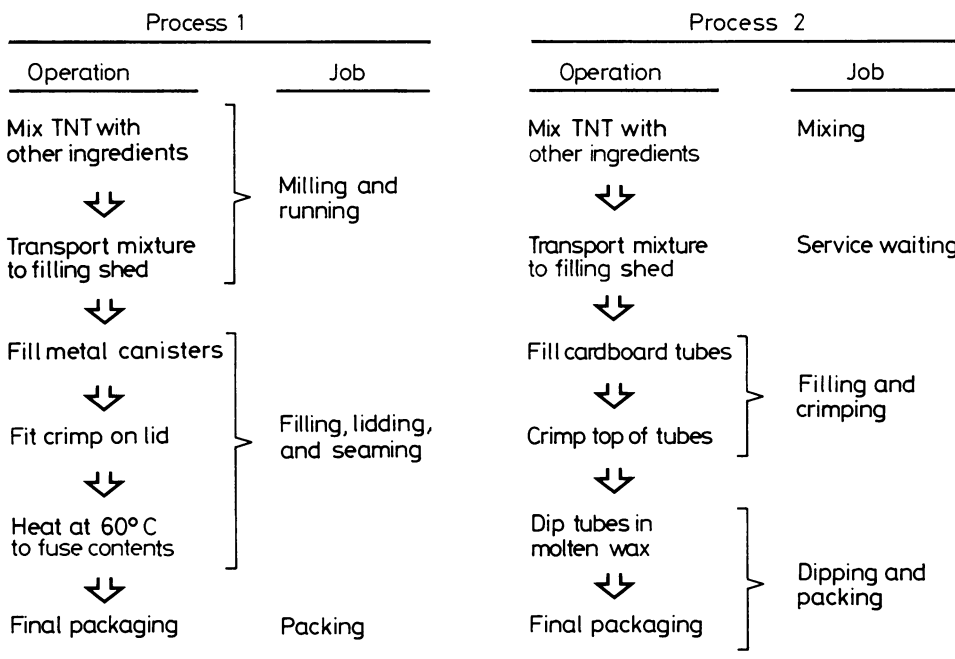 Process 1
Operation
Job
Mix TNT with
other ingredients
Milling and
running
Transport mixture
to filling shed
Fill metal canisters
Fit crimp on lid
Filling, lidding,
and seaming
Heat at 60° C
to fuse contents
Final packaging
Packing
Process 2
Operation
Job
Mix TNT with
other ingredients
Mixing
Transport mixture
to filling shed
Service waiting
Fill cardboard tubes
Filling and
crimping
Crimp top of tubes
Dip tubes in
molten wax
Dipping and
packing
Final packaging